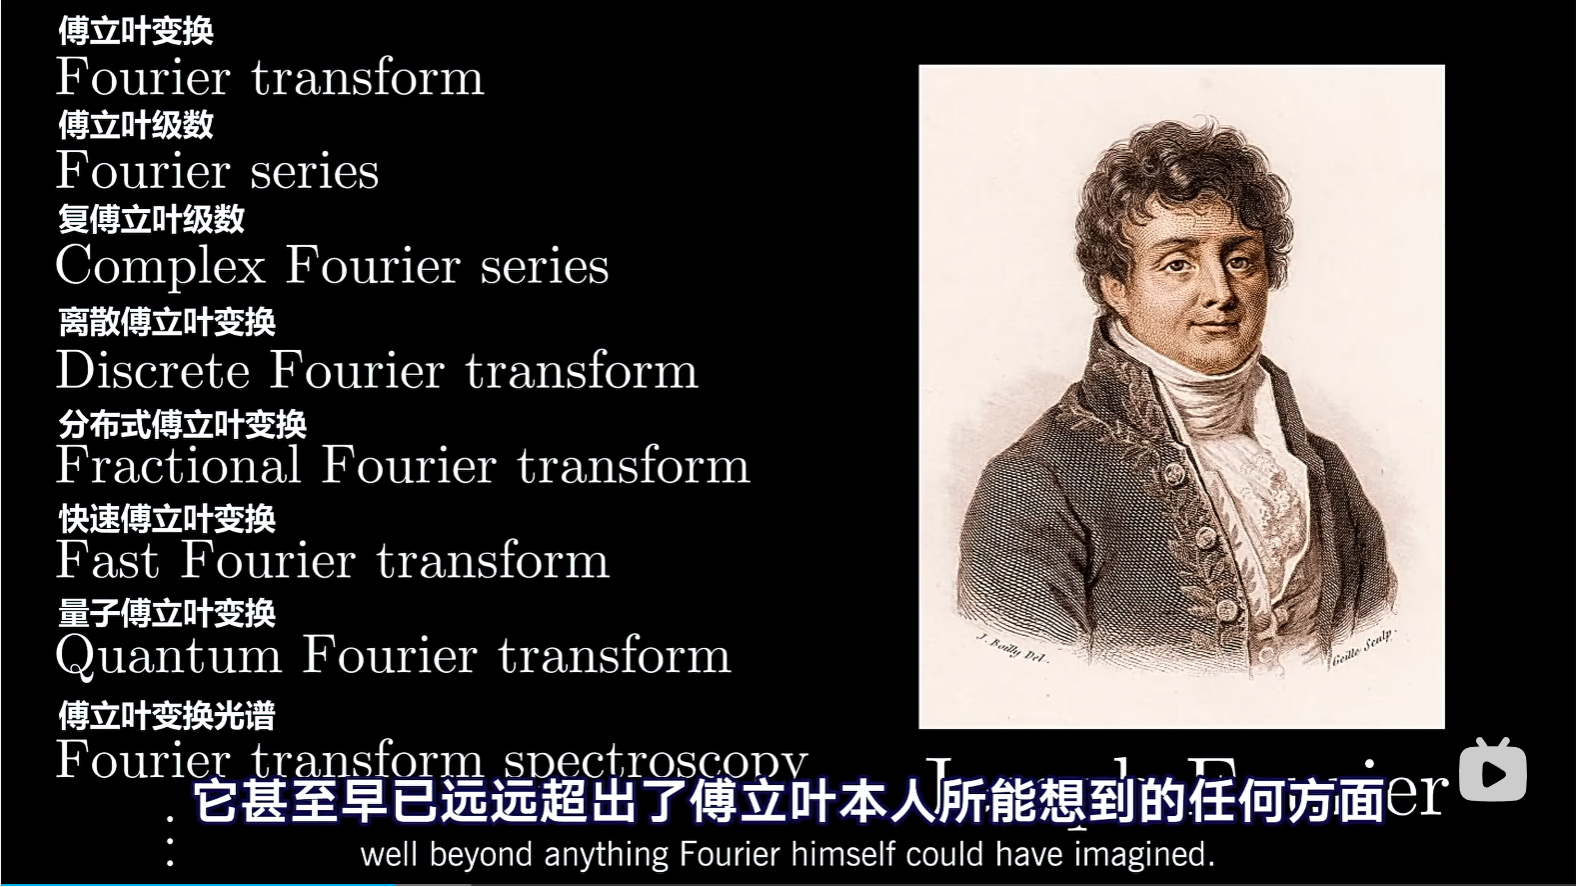 傅立叶变换
Fourier transform
傅立叶级数
Fourier series
复傅立叶级数
Complex Fourier series
离散傅立叶变换
Discrete Fourier transform
分布式傅立叶变换
Fractional Fourier transform
快速傅立叶变换
Fast Fourier transform
量子傅立叶变换
Quantum Fourier transform
傅立叶变换光谱
Fourier transform spectroscopy
⋮
J. Boilly Del.
Geille Sculp.
Joseph Fourier
它甚至早已远远超出了傅立叶本人所能想到的任何方面
well beyond anything Fourier himself could have imagined.